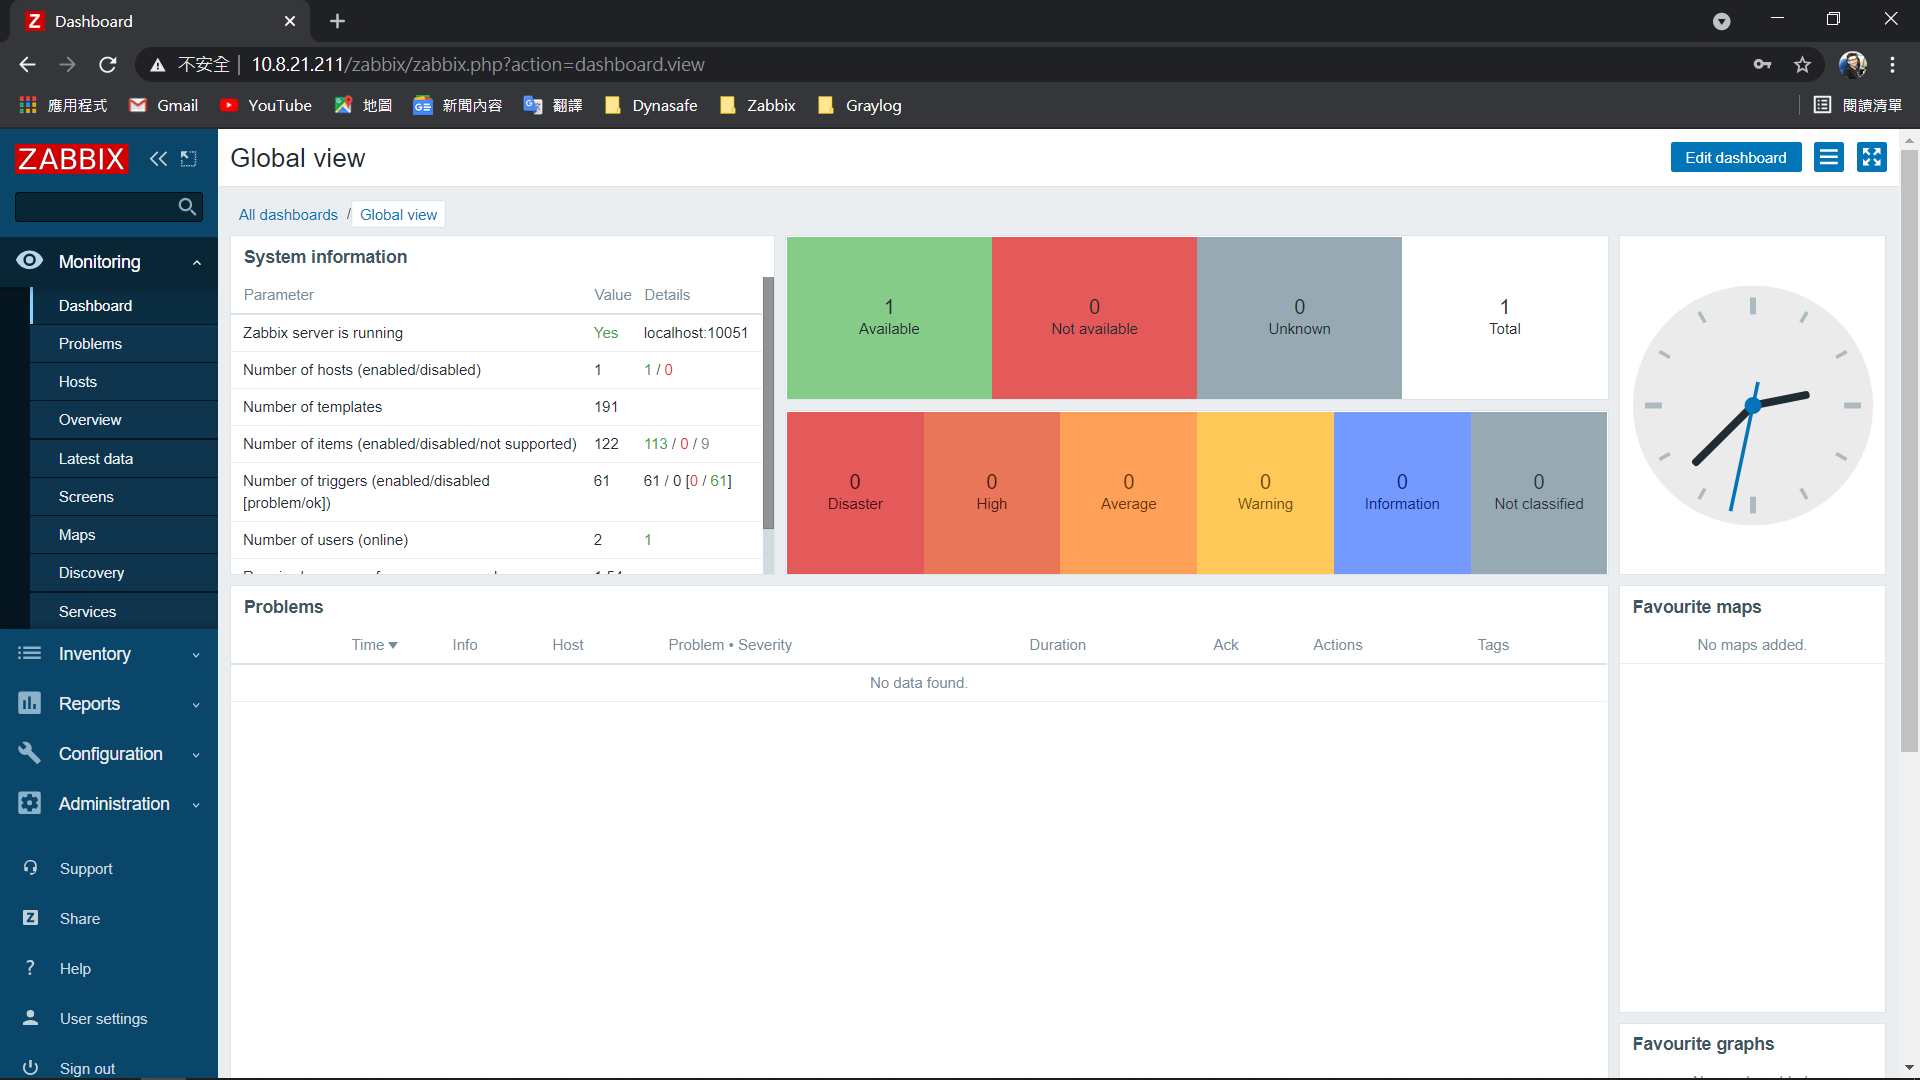 Dashboard
不安全 | 10.8.21.211/zabbix/zabbix.php?action=dashboard.view
應用程式 Gmail YouTube 地圖 新聞內容 翻譯 Dynasafe Zabbix Graylog 閱讀清單
ZABBIX
Monitoring
Dashboard
Problems
Hosts
Overview
Latest data
Screens
Maps
Discovery
Services
Inventory
Reports
Configuration
Administration
Support
Share
Help
User settings
Sign out
Global view
Edit dashboard
All dashboards / Global view
System information
Parameter Value Details
Zabbix server is running Yes localhost:10051
Number of hosts (enabled/disabled) 1 1 / 0
Number of templates 191
Number of items (enabled/disabled/not supported) 122 113 / 0 / 9
Number of triggers (enabled/disabled
[problem/ok]) 61 61 / 0 [0 / 61]
Number of users (online) 2 1
1 Available
0 Not available
0 Unknown
1 Total
0 Disaster
0 High
0 Average
0 Warning
0 Information
0 Not classified
Problems
Time Info Host Problem • Severity Duration Ack Actions Tags
No data found.
Favourite maps
No maps added.
Favourite graphs